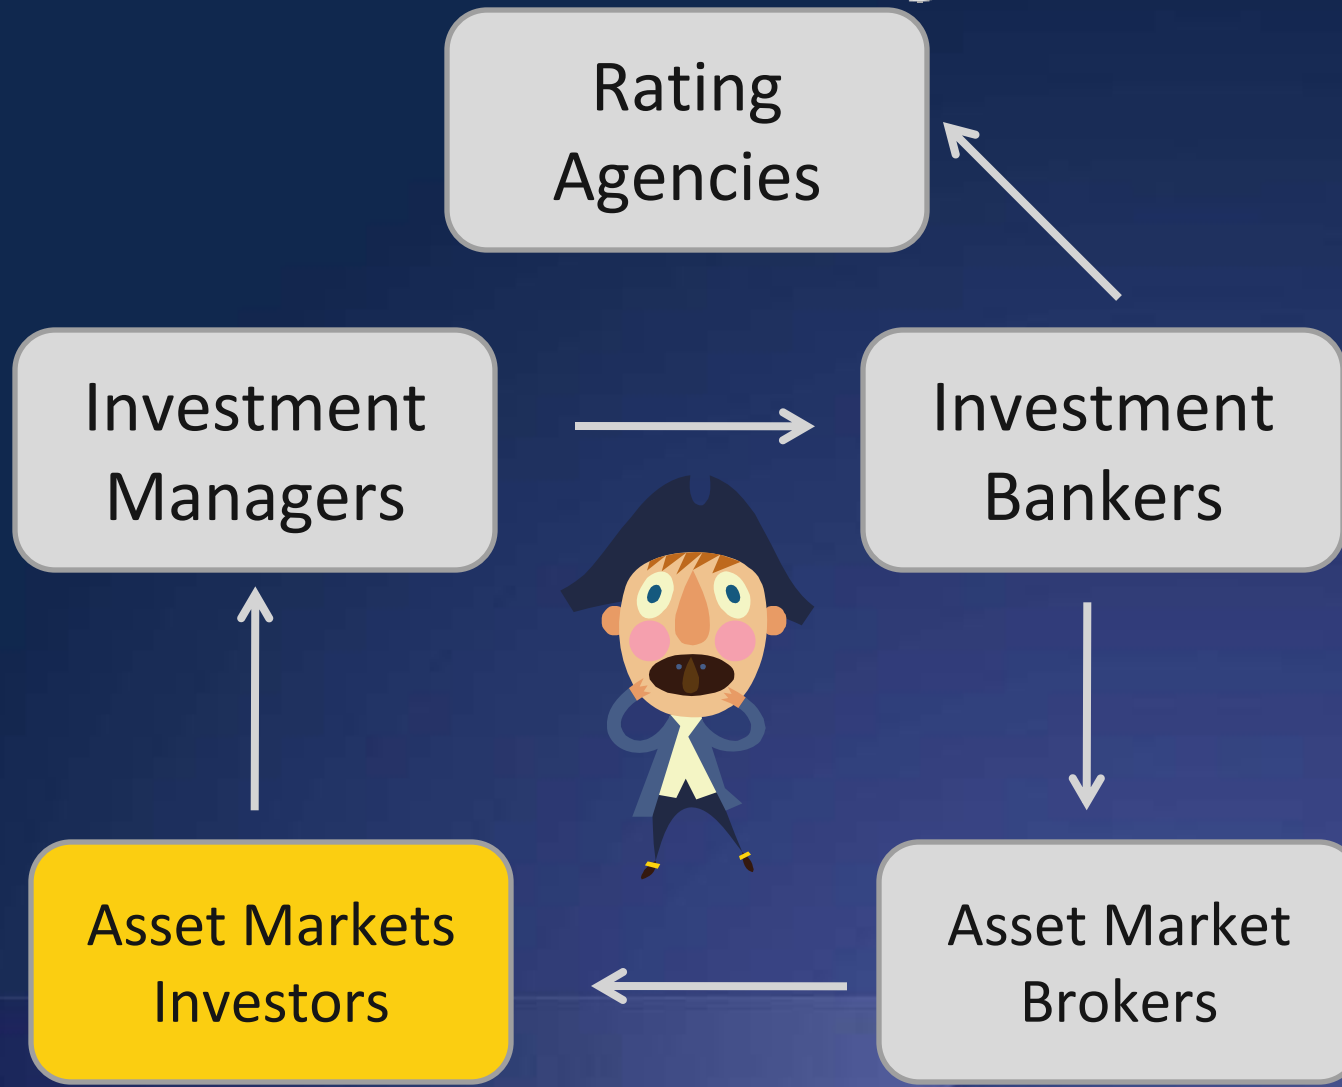 Rating
Agencies
Investment
Managers
Investment
Bankers
Asset Markets
Investors
Asset Market
Brokers